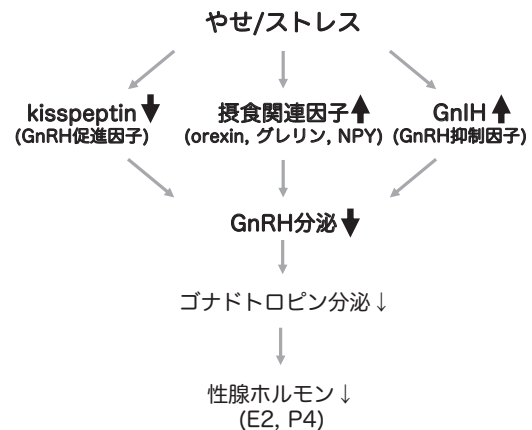 やせ/ストレス
kisspeptin⬇ 摂食関連因子⬆ GnIH⬆
(GnRH促進因子) (orexin, グレリン, NPY) (GnRH抑制因子)
GnRH分泌⬇
ゴナドトロピン分泌↓
性腺ホルモン↓
(E2, P4)